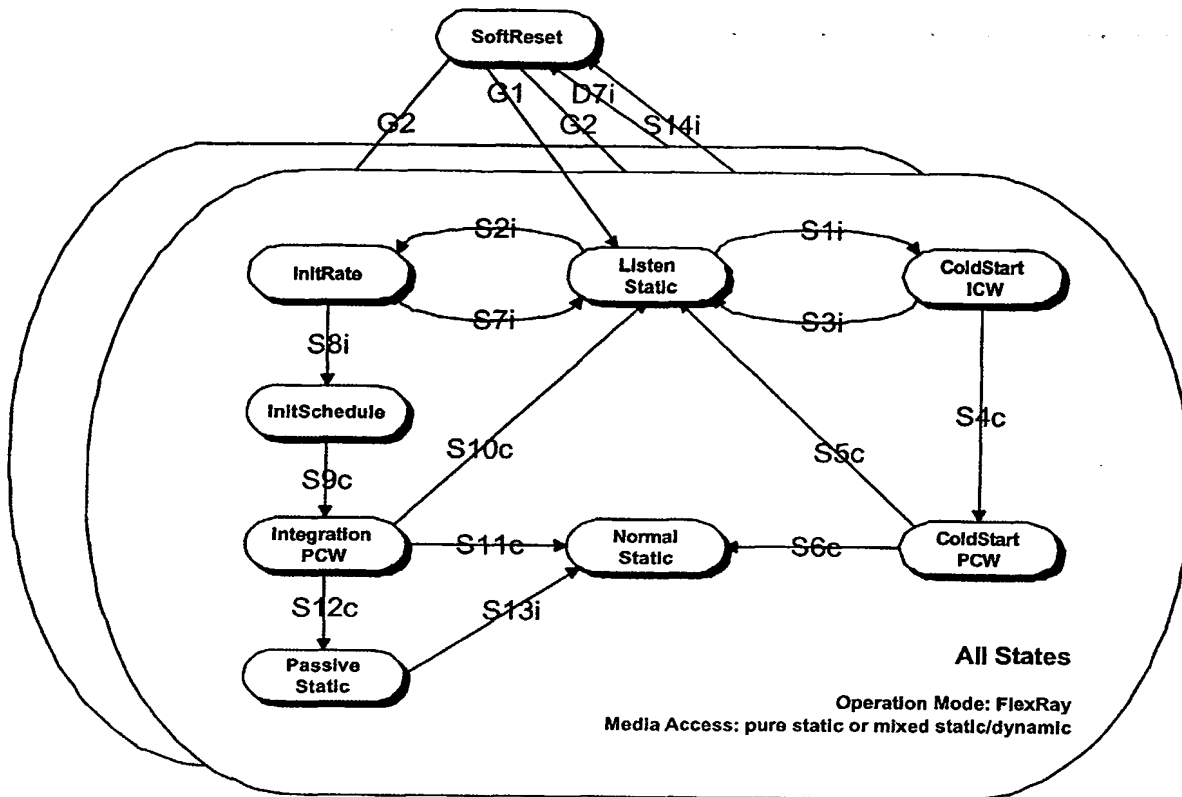 SoftReset
G2
G1
G2
D7i
S14i
S2i
S1i
InitRate
Listen
Static
ColdStart
ICW
S7i
S3i
S8i
InitSchedule
S10c
S5c
S4c
S9c
Integration
PCW
S11c
Normal
Static
S6c
ColdStart
PCW
S12c
S13i
Passive
Static
All States
Operation Mode: FlexRay
Media Access: pure static or mixed static/dynamic